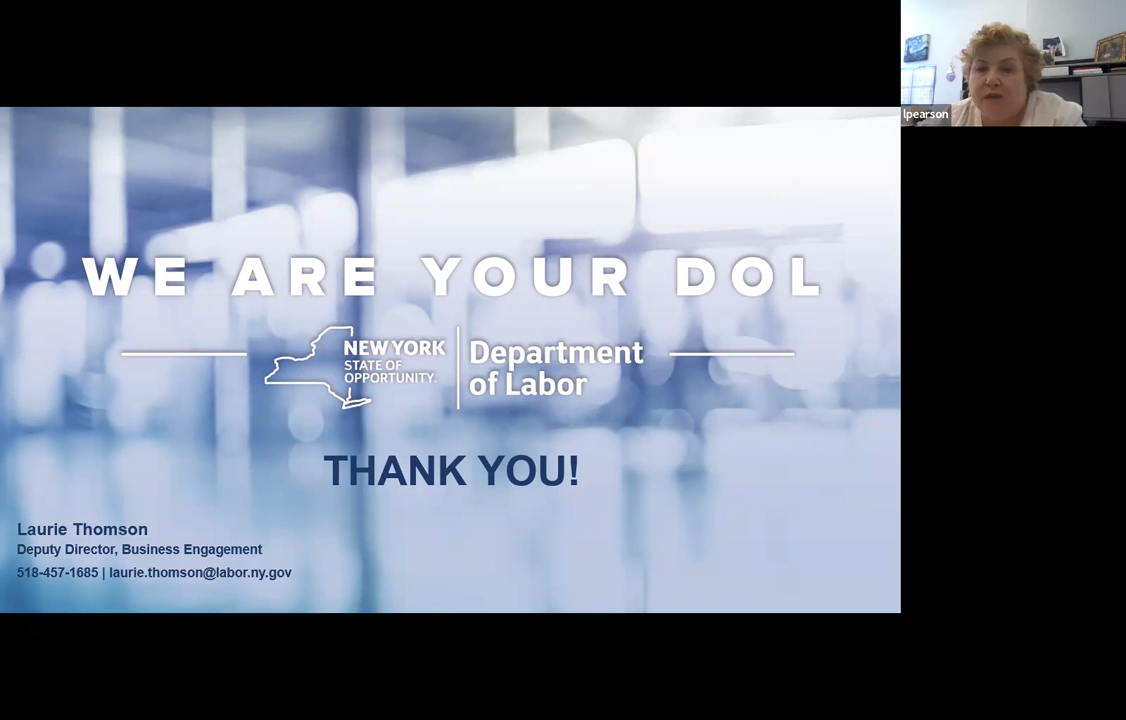 lpearson
WE ARE YOUR DOL
NEW YORK
STATE OF
OPPORTUNITY.
Department
of Labor
THANK YOU!
Laurie Thomson
Deputy Director, Business Engagement
518-457-1685 | laurie.thomson@labor.ny.gov